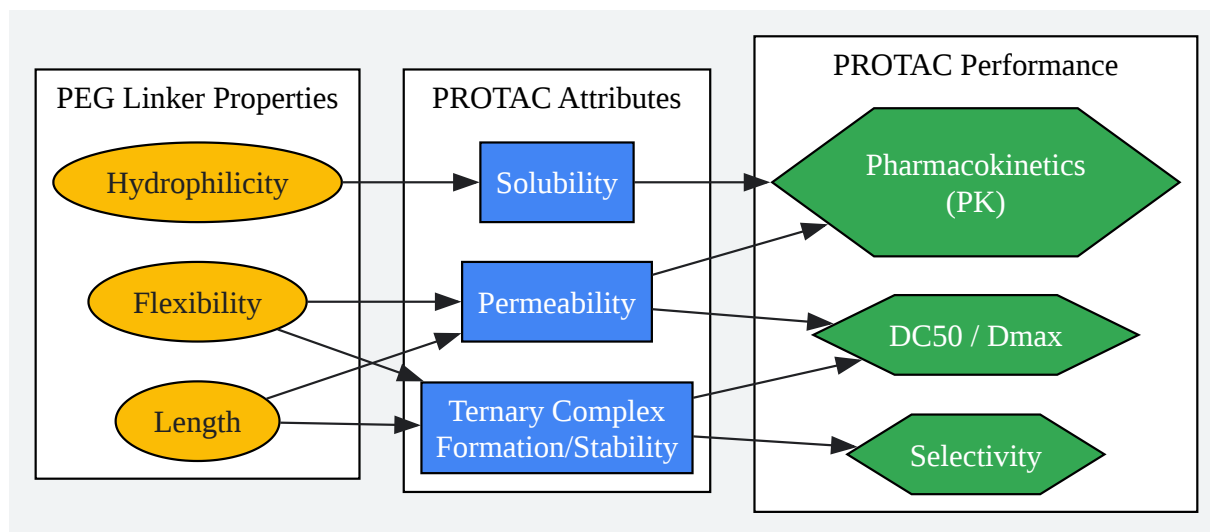 PEG Linker Properties
Hydrophilicity
Flexibility
Length
PROTAC Attributes
Solubility
Permeability
Ternary Complex
Formation/Stability
PROTAC Performance
Pharmacokinetics
(PK)
DC50 / Dmax
Selectivity